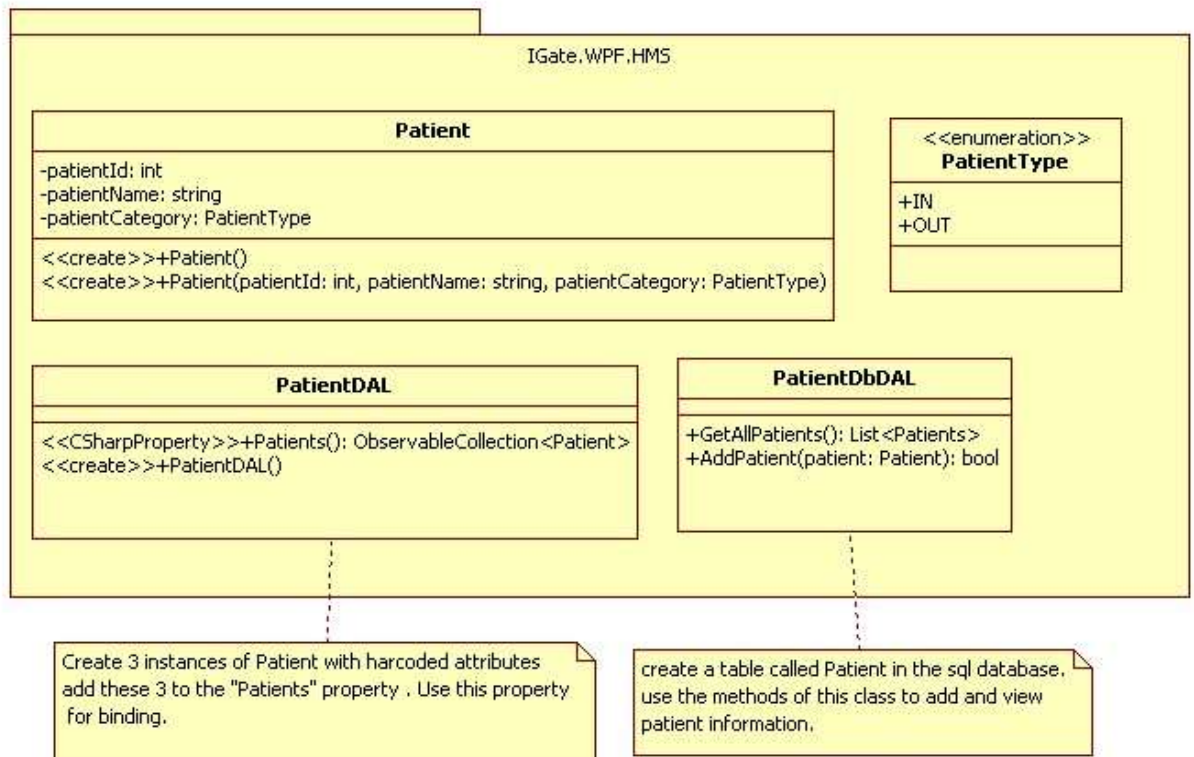 IGate.WPF.HMS
Patient
-patientId: int
-patientName: string
-patientCategory: PatientType
<<create>>+Patient()
<<create>>+Patient(patientId: int, patientName: string, patientCategory: PatientType)
<<enumeration>>
PatientType
+IN
+OUT
PatientDAL
<<CSharpProperty>>+Patients(): ObservableCollection<Patient>
<<create>>+PatientDAL()
PatientDbDAL
+GetAllPatients(): List<Patients>
+AddPatient(patient: Patient): bool
Create 3 instances of Patient with harcoded attributes
add these 3 to the "Patients" property . Use this property
for binding.
create a table called Patient in the sql database.
use the methods of this class to add and view
patient information.